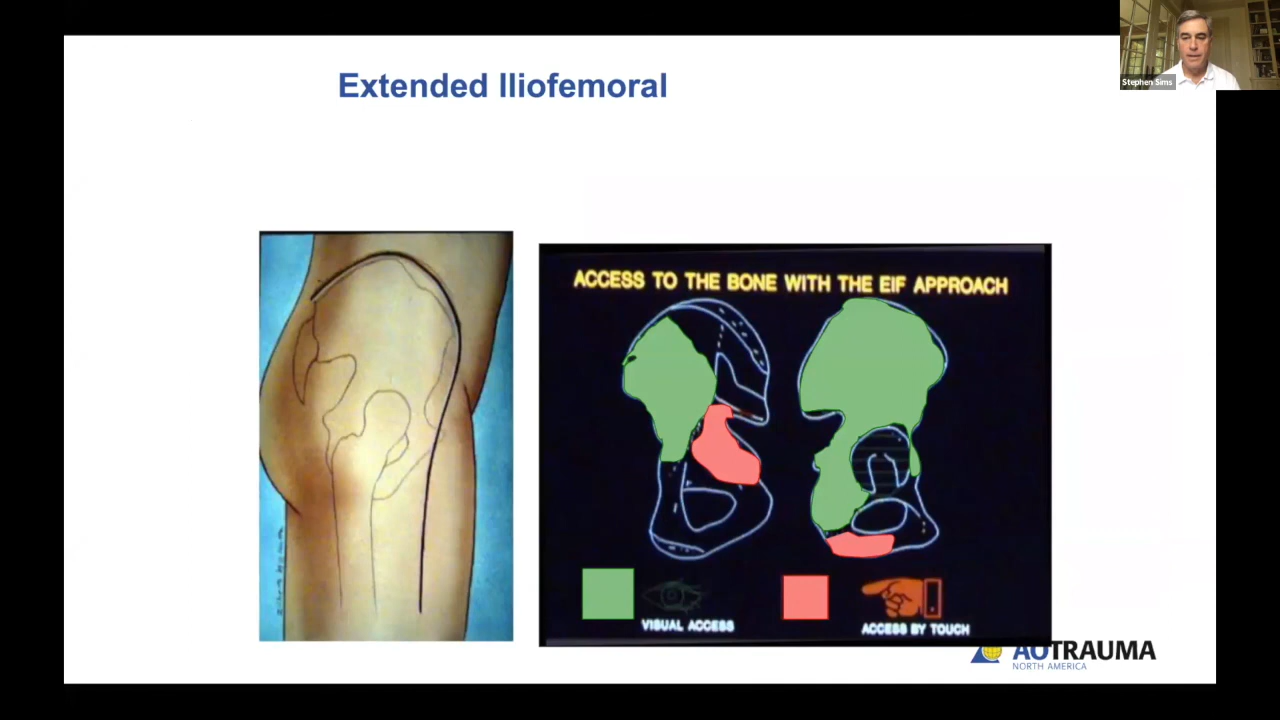 Extended Iliofemoral
Stephen Sims
ACCESS TO THE BONE WITH THE EIF APPROACH
VISUAL ACCESS
ACCESS BY TOUCH
AOTRAUMA
NORTH AMERICA